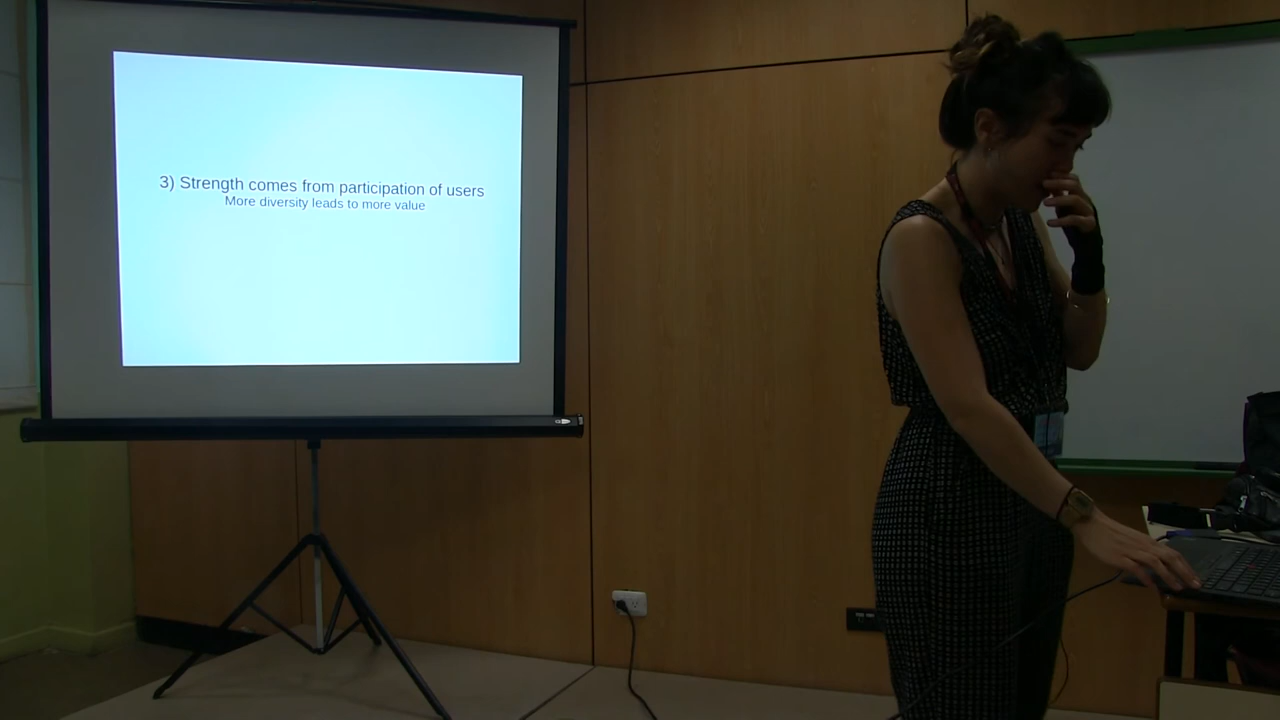 3) Strength comes from participation of users
More diversity leads to more value